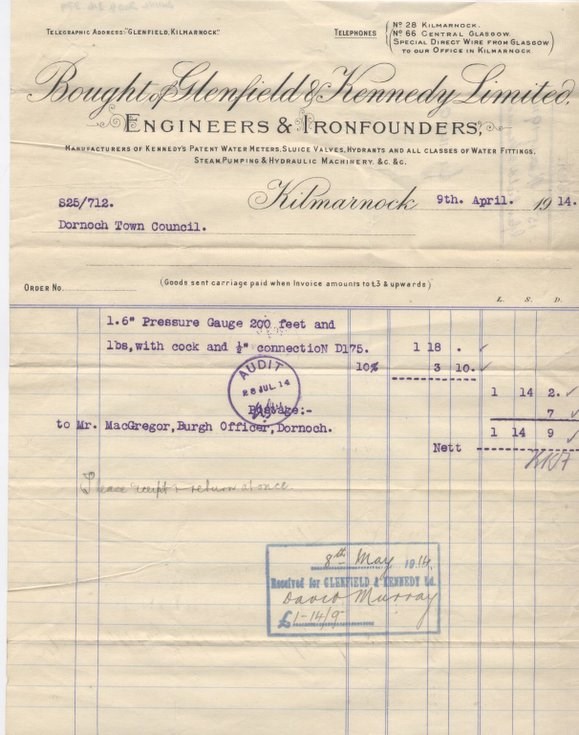 TELEGRAPHIC ADDRESS: "GLENFIELD, KILMARNOCK"
TELEPHONES
Nº 28 KILMARNOCK.
Nº 66 CENTRAL GLASGOW
SPECIAL DIRECT WIRE FROM GLASGOW
TO OUR OFFICE IN KILMARNOCK
Bought of Glenfield & Kennedy Limited,
ENGINEERS & IRONFOUNDERS,
MANUFACTURERS OF KENNEDY'S PATENT WATER METERS, SLUICE VALVES, HYDRANTS AND ALL CLASSES OF WATER FITTINGS,
STEAM, PUMPING & HYDRAULIC MACHINERY. &C. &C.
Kilmarnock 9th. April. 1914.
S25/712.
Dornoch Town Council.
ORDER No.
(Goods sent carriage paid when Invoice amounts to £3 & upwards)
L. S. D.
1.6" Pressure Gauge 200 feet and
lbs, with cock and ½" connectioN D175. 1 18 .
10% 3 10.
1 14 2.
AUDIT
28 JUL. 14
Postage:- 7
to Mr. MacGregor, Burgh Officer, Dornoch. 1 14 9
Nett
Please & return at once
8th May 1914
Received for GLENFIELD & KENNEDY Ld.
David Murray
£1-14/9